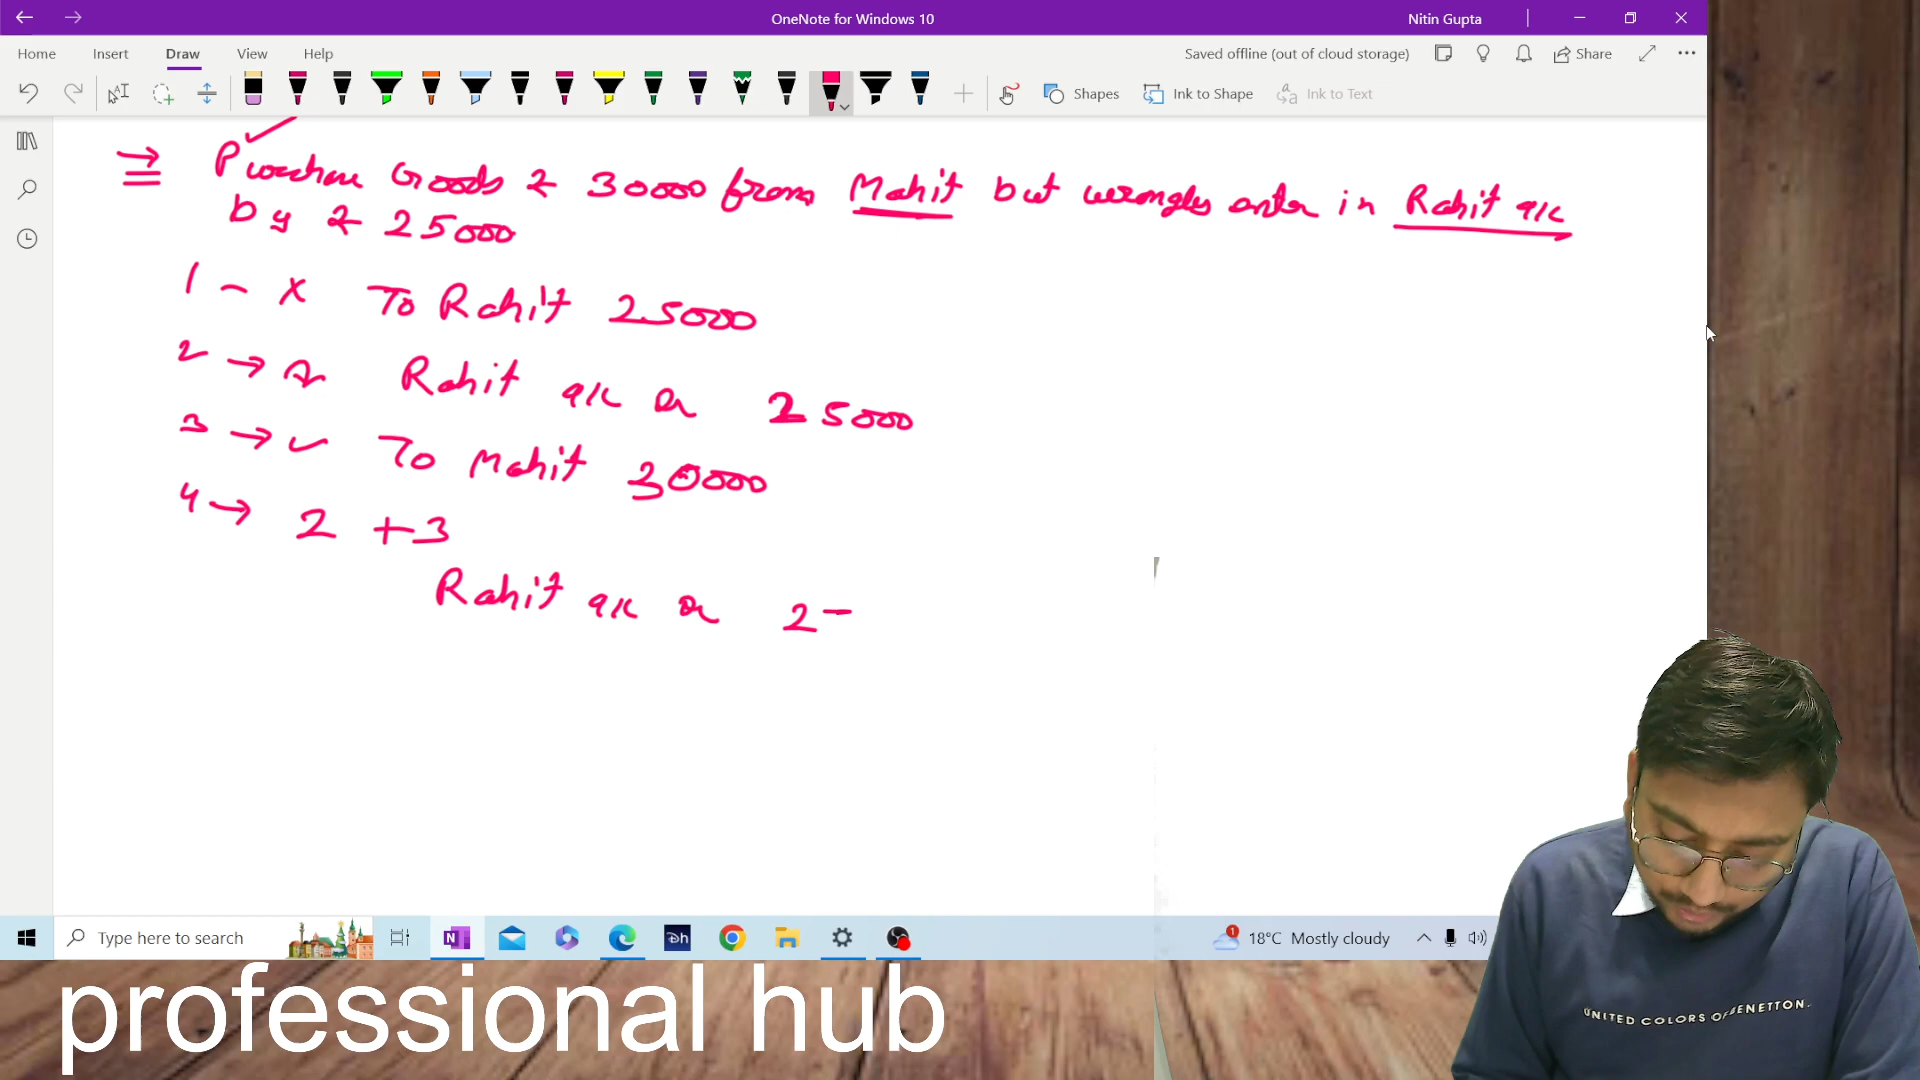 OneNote for Windows 10
Nitin Gupta
Home Insert Draw View Help
Saved offline (out of cloud storage)
Share
Shapes
Ink to Shape
Ink to Text
Purchase Goods ₹ 30000 from Mohit but wrongly enter in Rohit a/c
by ₹ 25000
1 - x To Rohit 25000
2 → Rohit a/c Dr 25000
3 → ✓ To Mohit 30000
4 → 2 + 3
Rohit a/c Dr 2
Type here to search
18°C Mostly cloudy
professional hub
UNITED COLORS OF BENETTON.